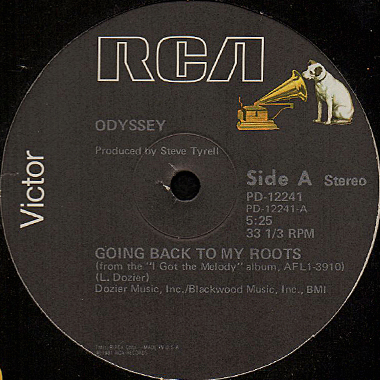 RCA
ODYSSEY
Produced by Steve Tyrell
Victor
Side A Stereo
PD-12241
PD-12241-A
5:25
33 1/3 RPM
GOING BACK TO MY ROOTS
(from the "I Got the Melody" album, AFL1-3910)
(L. Dozier)
Dozier Music, Inc./Blackwood Music, Inc., BMI
RCA RECORDS